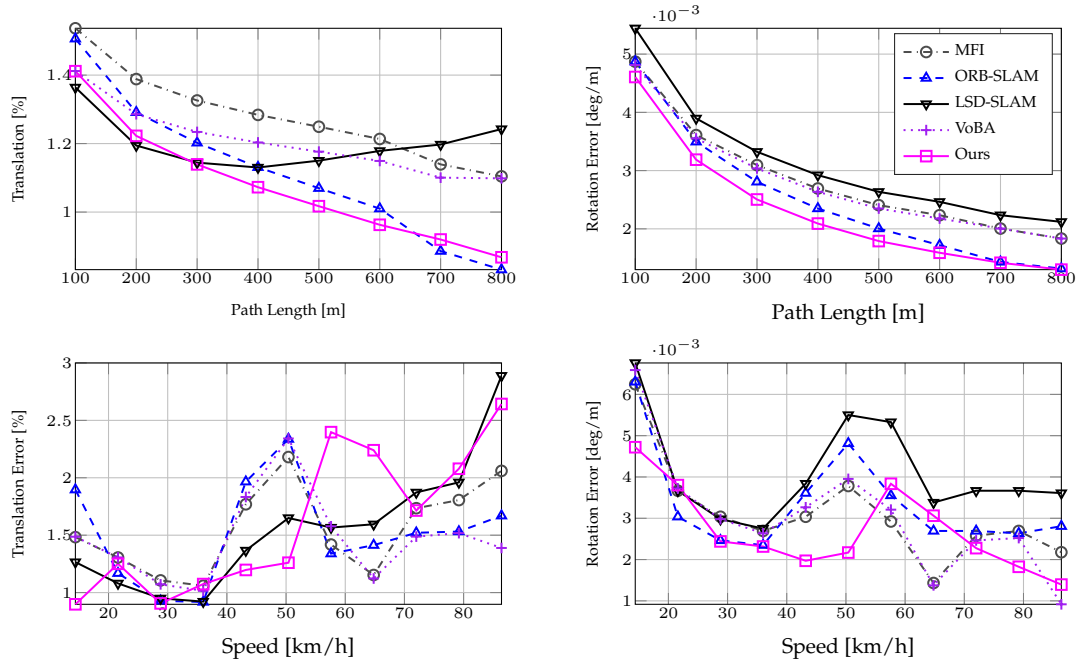 1.4
1.2
1
Translation [%]
100 200 300 400 500 600 700 800
Path Length [m]
·10−3
5
4
3
2
Rotation Error [deg/m]
100 200 300 400 500 600 700 800
Path Length [m]
MFI
ORB-SLAM
LSD-SLAM
VoBA
Ours
3
2.5
2
1.5
1
Translation Error [%]
20 30 40 50 60 70 80
Speed [km/h]
·10−3
6
5
4
3
2
1
Rotation Error [deg/m]
20 30 40 50 60 70 80
Speed [km/h]